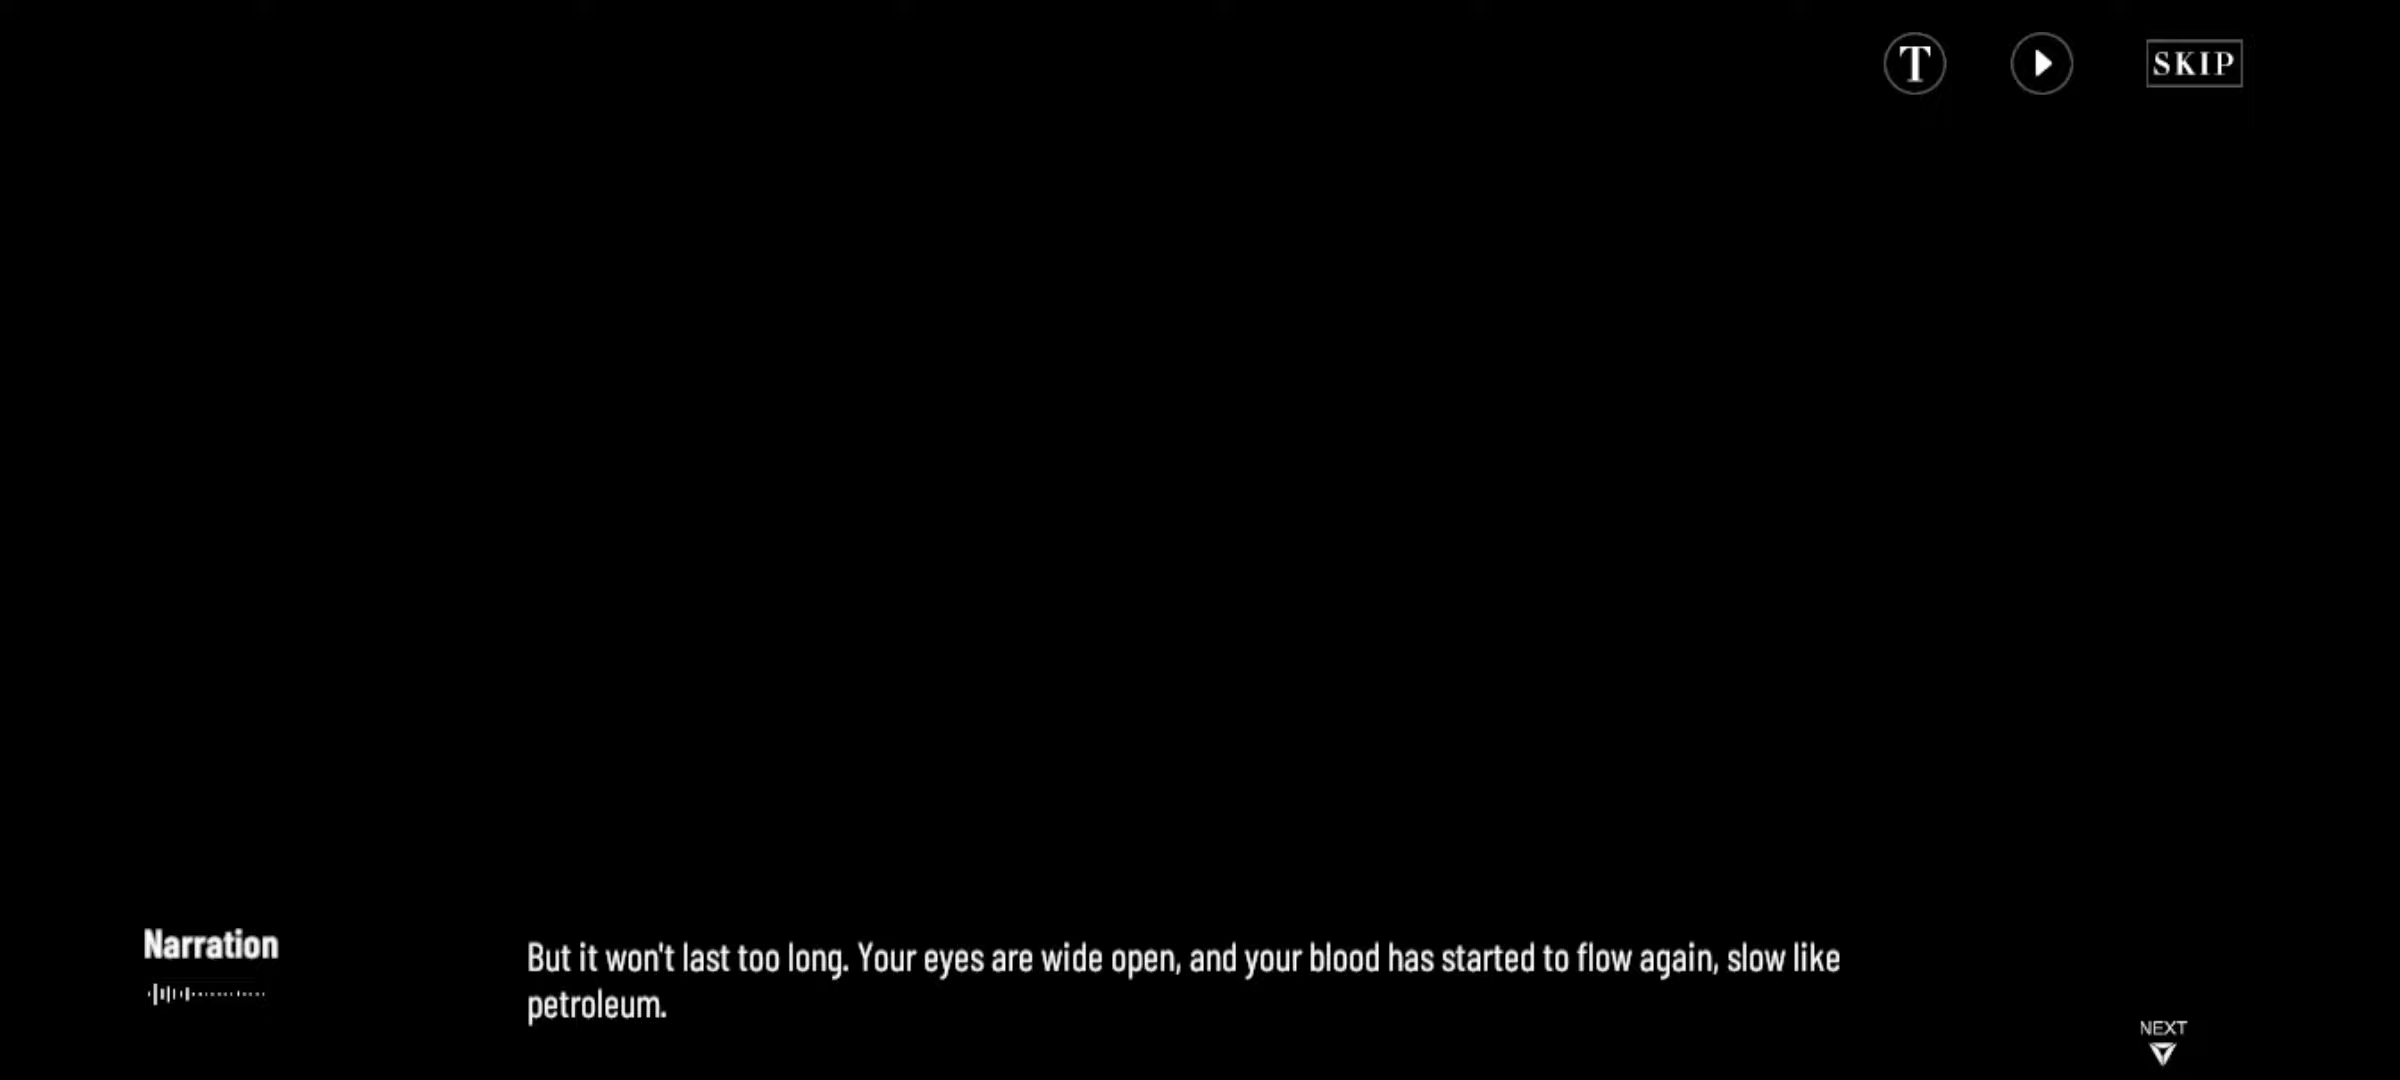 T
SKIP
Narration
But it won't last too long. Your eyes are wide open, and your blood has started to flow again, slow like
petroleum.
NEXT